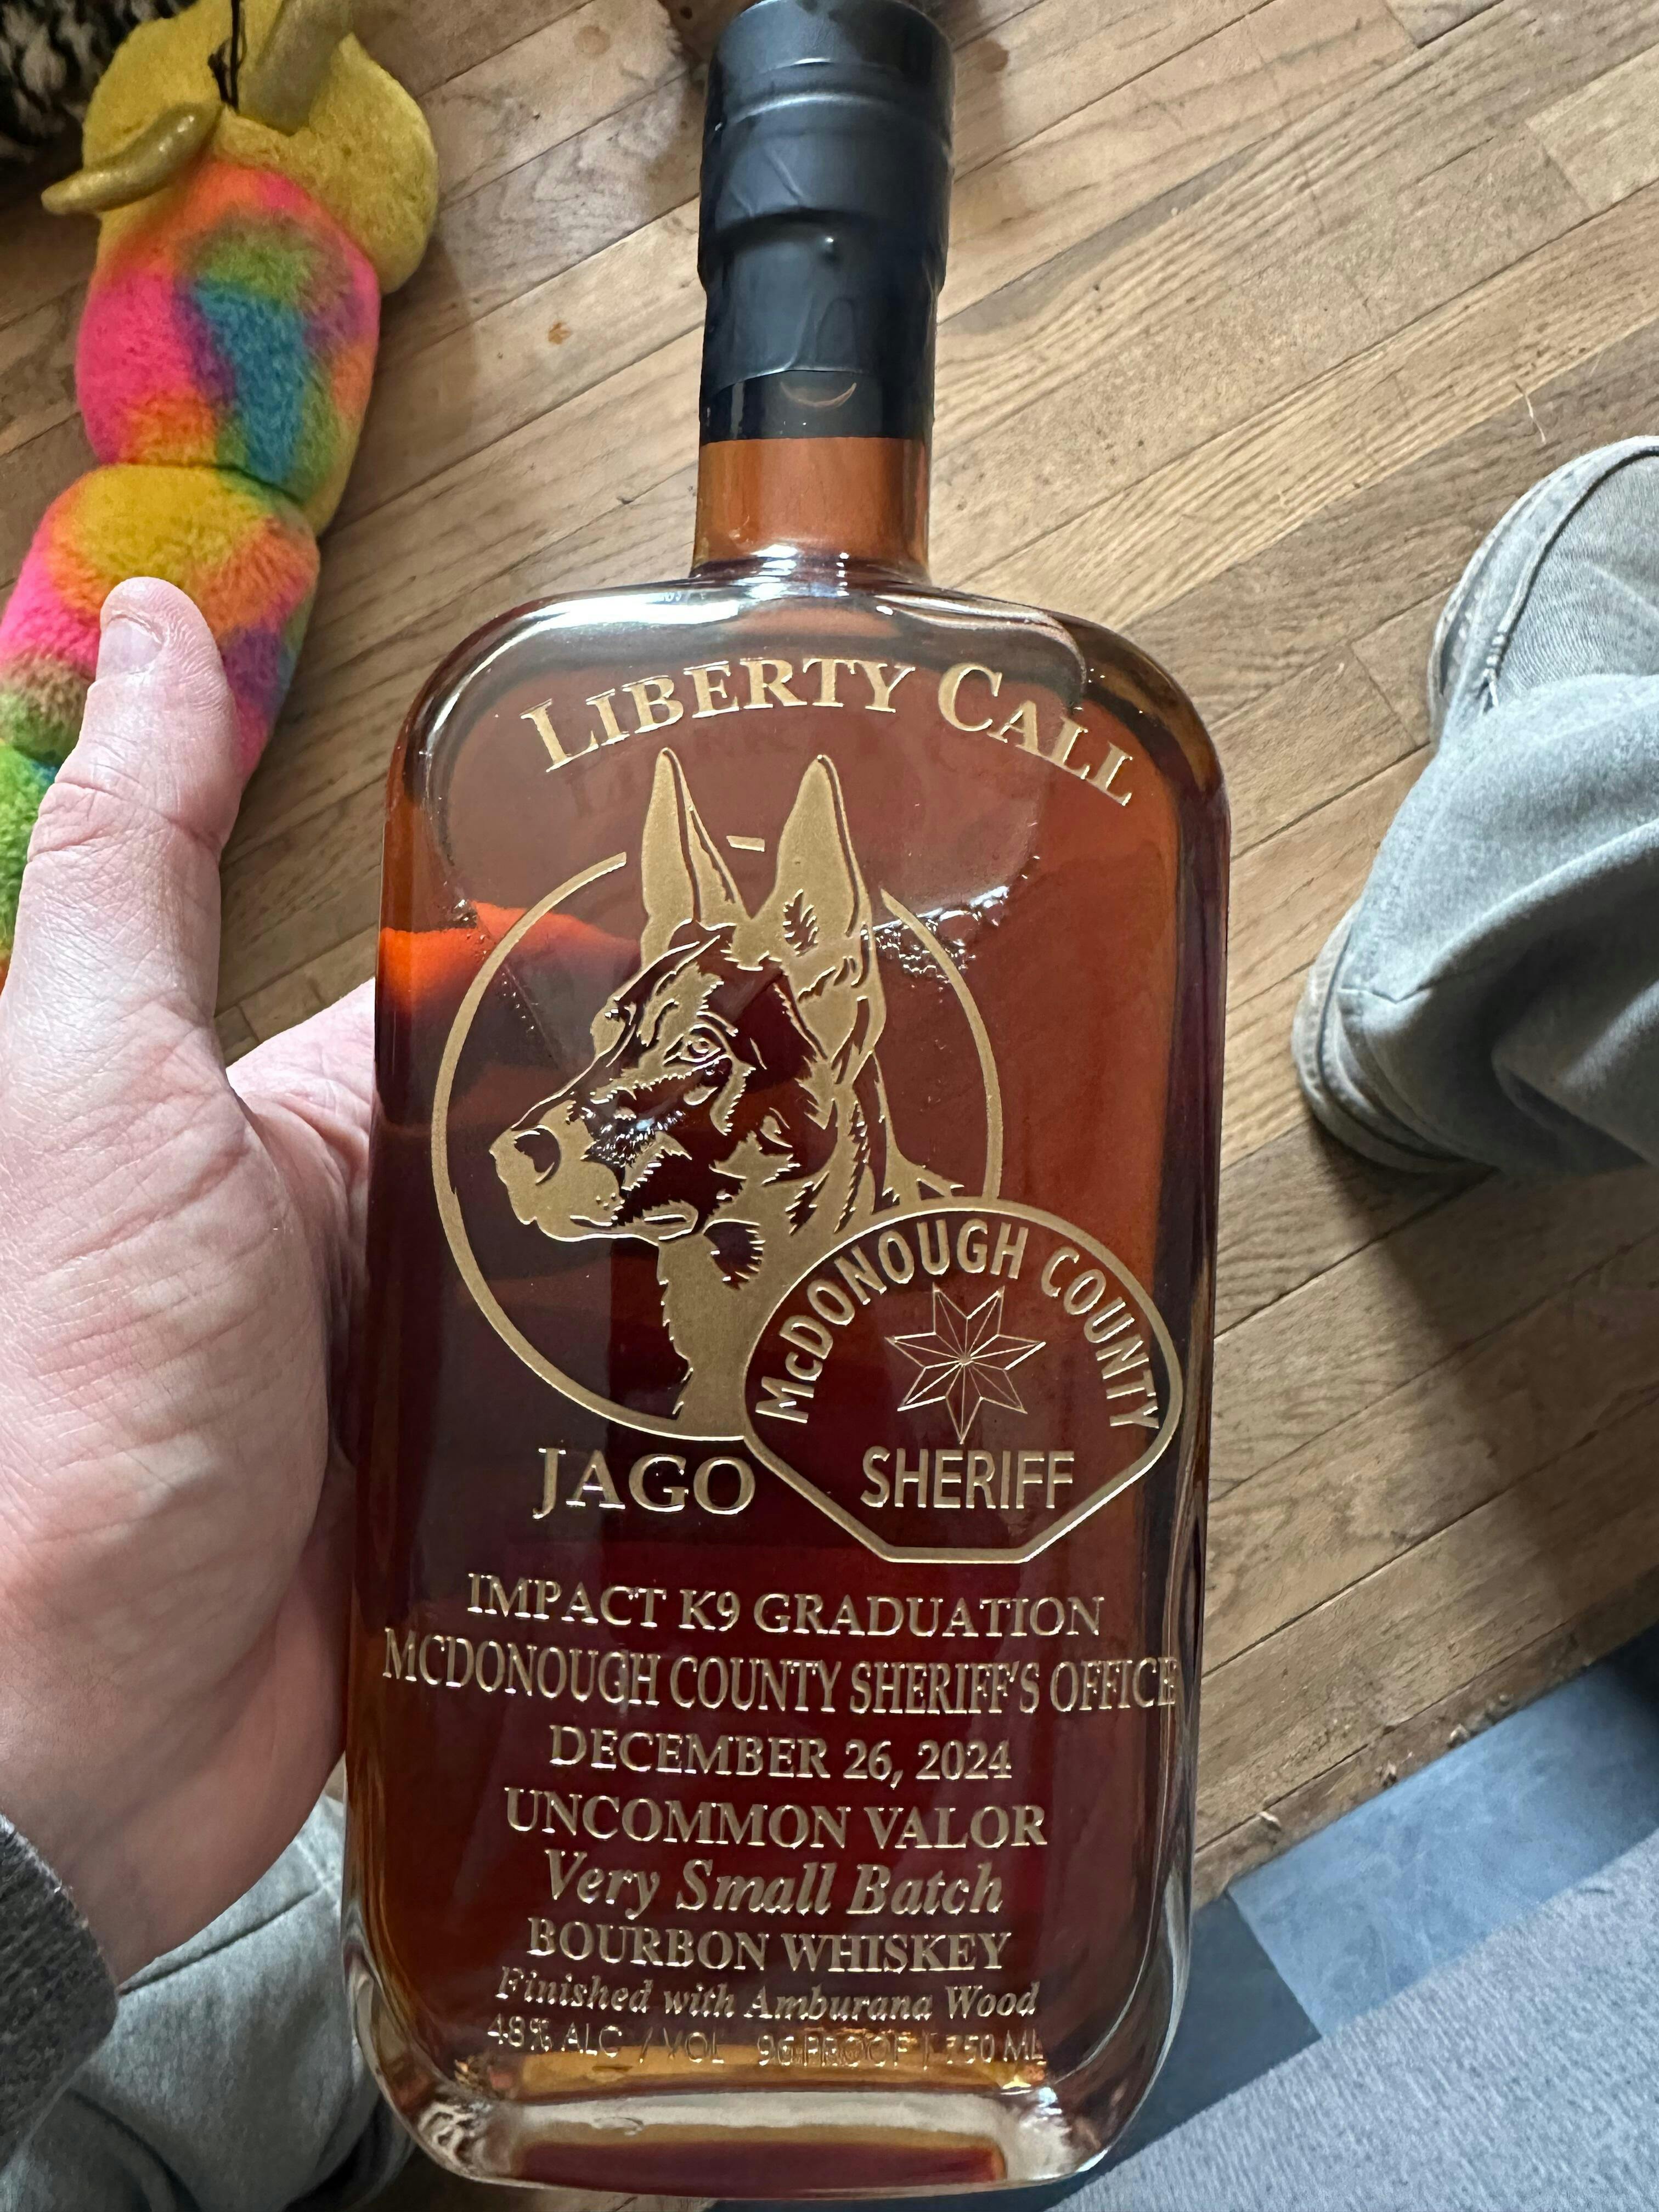 LIBERTY CALL
McDONOUGH COUNTY
SHERIFF
JAGO
IMPACT K9 GRADUATION
MCDONOUGH COUNTY SHERIFF'S OFFICE
DECEMBER 26, 2024
UNCOMMON VALOR
Very Small Batch
BOURBON WHISKEY
Finished with Amburana Wood
48% ALC / VOL 96 PROOF | 750 ML